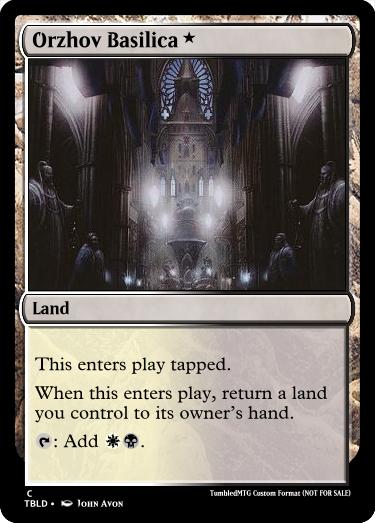 Orzhov Basilica ★
Land
This enters play tapped.
When this enters play, return a land
you control to its owner's hand.
: Add .
C
TBLD • John Avon
TumbledMTG Custom Format (NOT FOR SALE)